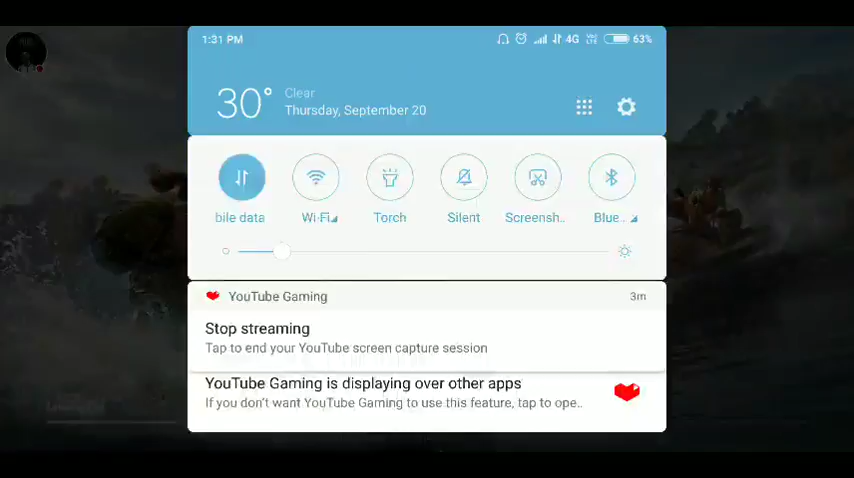 1:31 PM 4G VoLTE 63%
30° Clear
Thursday, September 20
bile data Wi-Fi Torch Silent Screensh.. Blue..
YouTube Gaming 3m
Stop streaming
Tap to end your YouTube screen capture session
YouTube Gaming is displaying over other apps
If you don't want YouTube Gaming to use this feature, tap to ope..